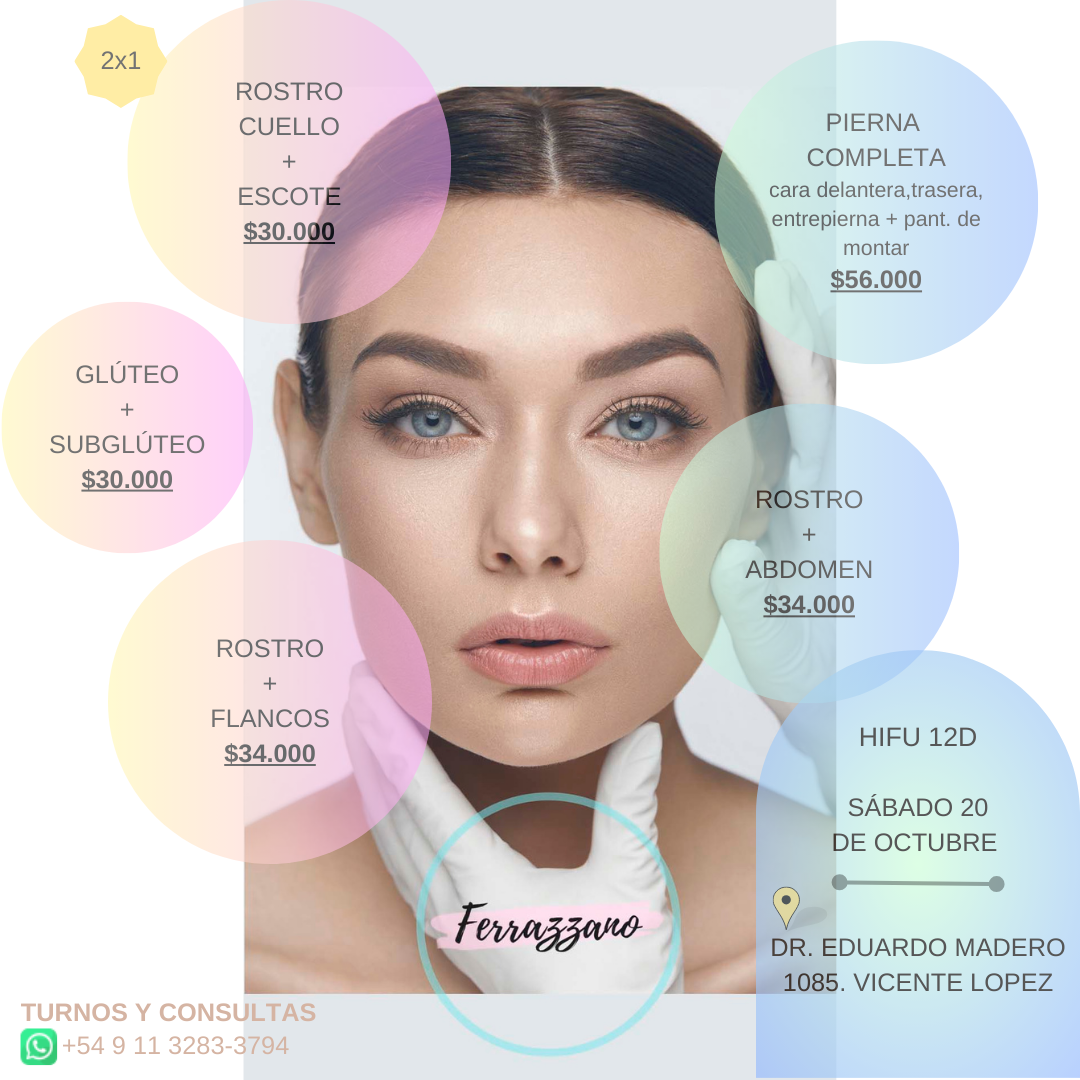 2x1
ROSTRO
CUELLO
+
ESCOTE
$30.000
PIERNA
COMPLETA
cara delantera,trasera,
entrepierna + pant. de
montar
$56.000
GLÚTEO
+
SUBGLÚTEO
$30.000
ROSTRO
+
ABDOMEN
$34.000
ROSTRO
+
FLANCOS
$34.000
HIFU 12D
SÁBADO 20
DE OCTUBRE
DR. EDUARDO MADERO
1085. VICENTE LOPEZ
Ferrazzano
TURNOS Y CONSULTAS
+54 9 11 3283-3794